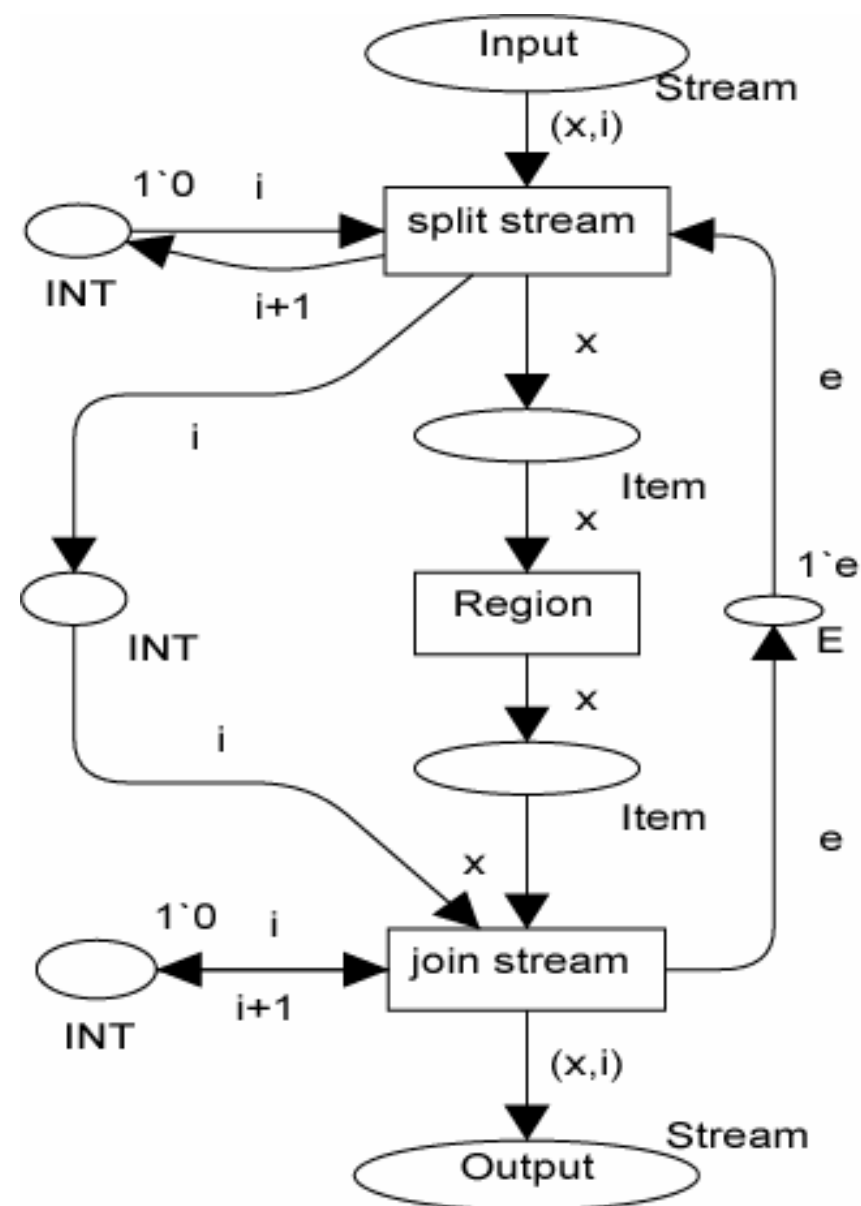 Input
Stream
(x,i)
1`0
i
split stream
INT
i+1
x
e
i
Item
x
1`e
Region
E
INT
x
i
Item
e
x
1`0
i
join stream
i+1
INT
(x,i)
Stream
Output